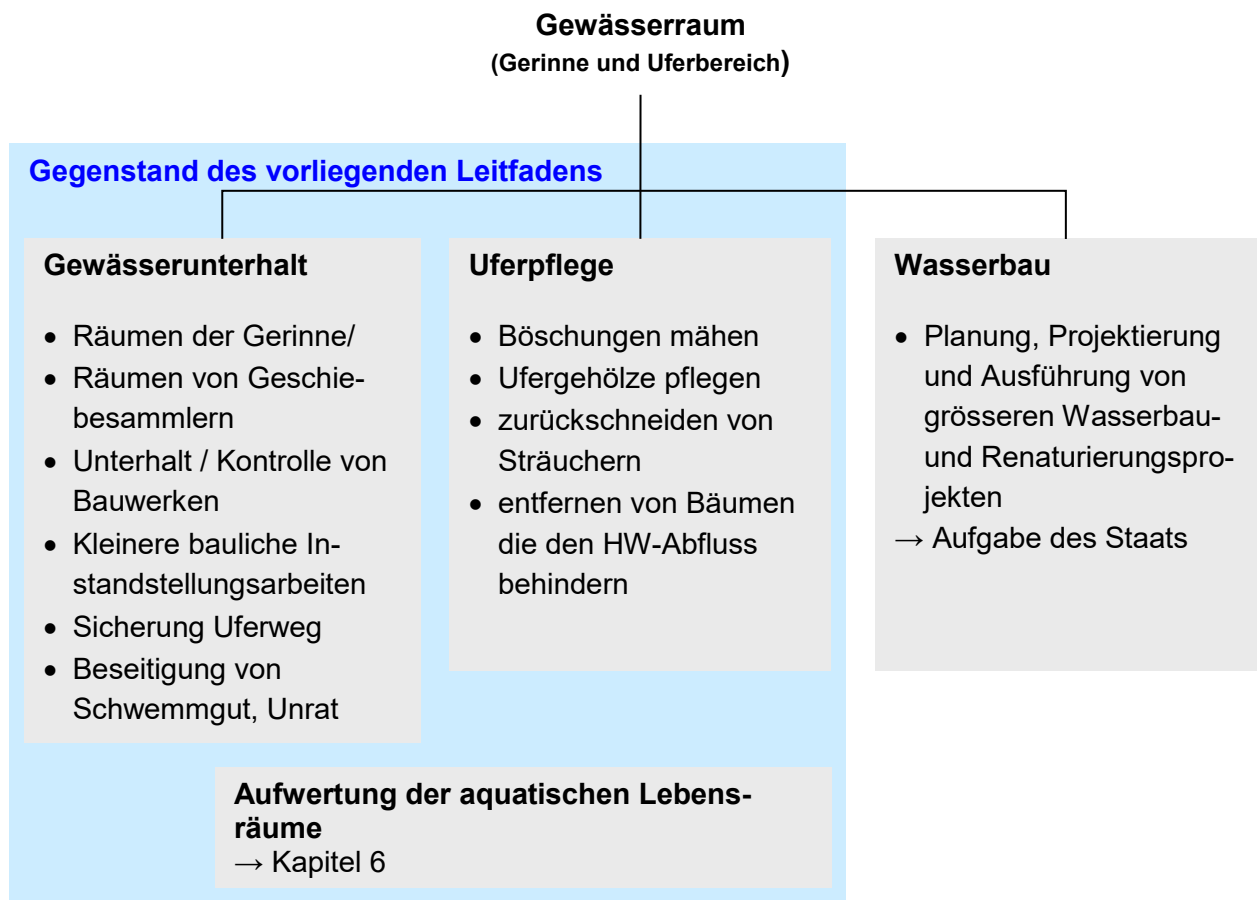 Gewässerraum
(Gerinne und Uferbereich)
Gegenstand des vorliegenden Leitfadens
Gewässerunterhalt
• Räumen der Gerinne/
• Räumen von Geschie-
besammlern
• Unterhalt / Kontrolle von
Bauwerken
• Kleinere bauliche In-
standstellungsarbeiten
• Sicherung Uferweg
• Beseitigung von
Schwemmgut, Unrat
Uferpflege
• Böschungen mähen
• Ufergehölze pflegen
• zurückschneiden von
Sträuchern
• entfernen von Bäumen
die den HW-Abfluss
behindern
Wasserbau
• Planung, Projektierung
und Ausführung von
grösseren Wasserbau-
und Renaturierungspro-
jekten
→ Aufgabe des Staats
Aufwertung der aquatischen Lebens-
räume
→ Kapitel 6